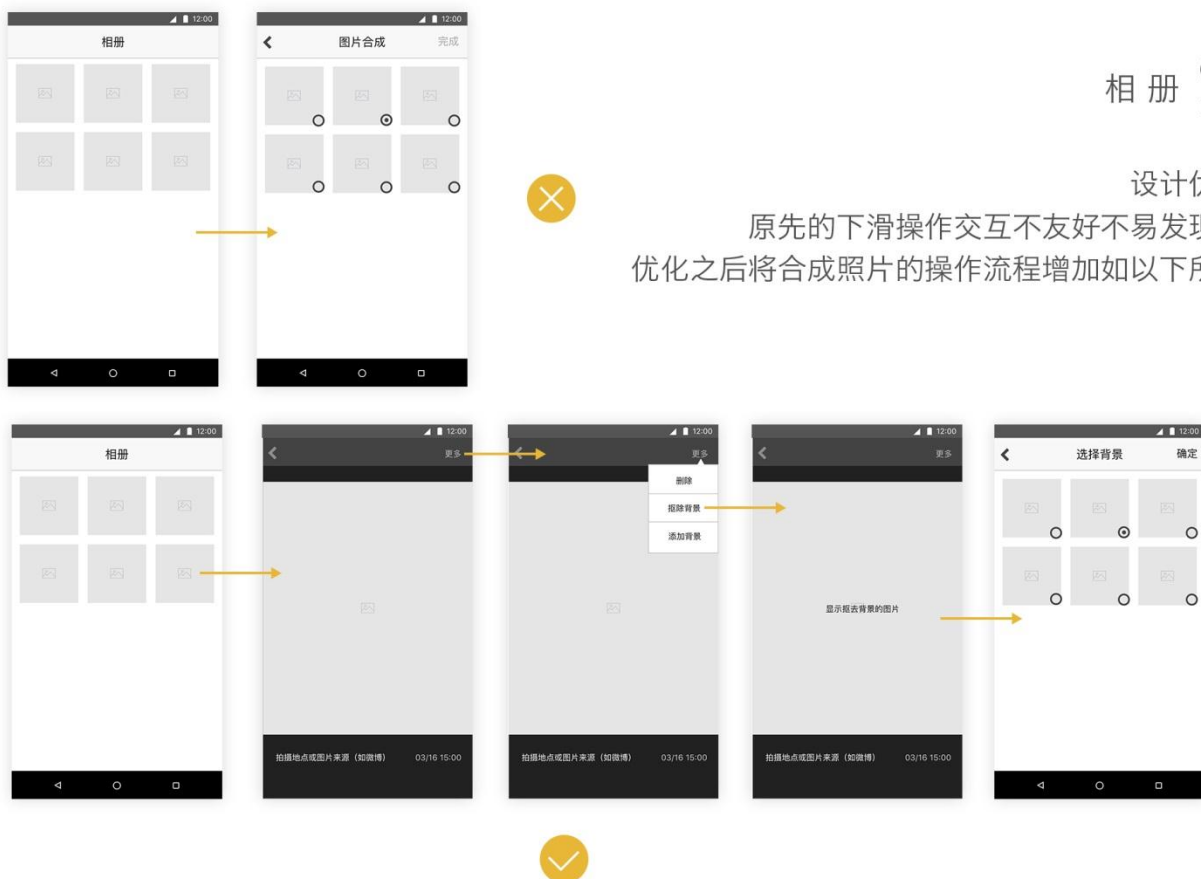 12:00
相册
12:00
图片合成
完成
相册
设计
原先的下滑操作交互不友好不易发现
优化之后将合成照片的操作流程增加如以下所
12:00
相册
12:00
更多
拍摄地点或图片来源（如微博）
03/16 15:00
12:00
更多
删除
抠除背景
添加背景
拍摄地点或图片来源（如微博）
03/16 15:00
12:00
更多
显示抠去背景的图片
拍摄地点或图片来源（如微博）
03/16 15:00
12:00
选择背景
确定